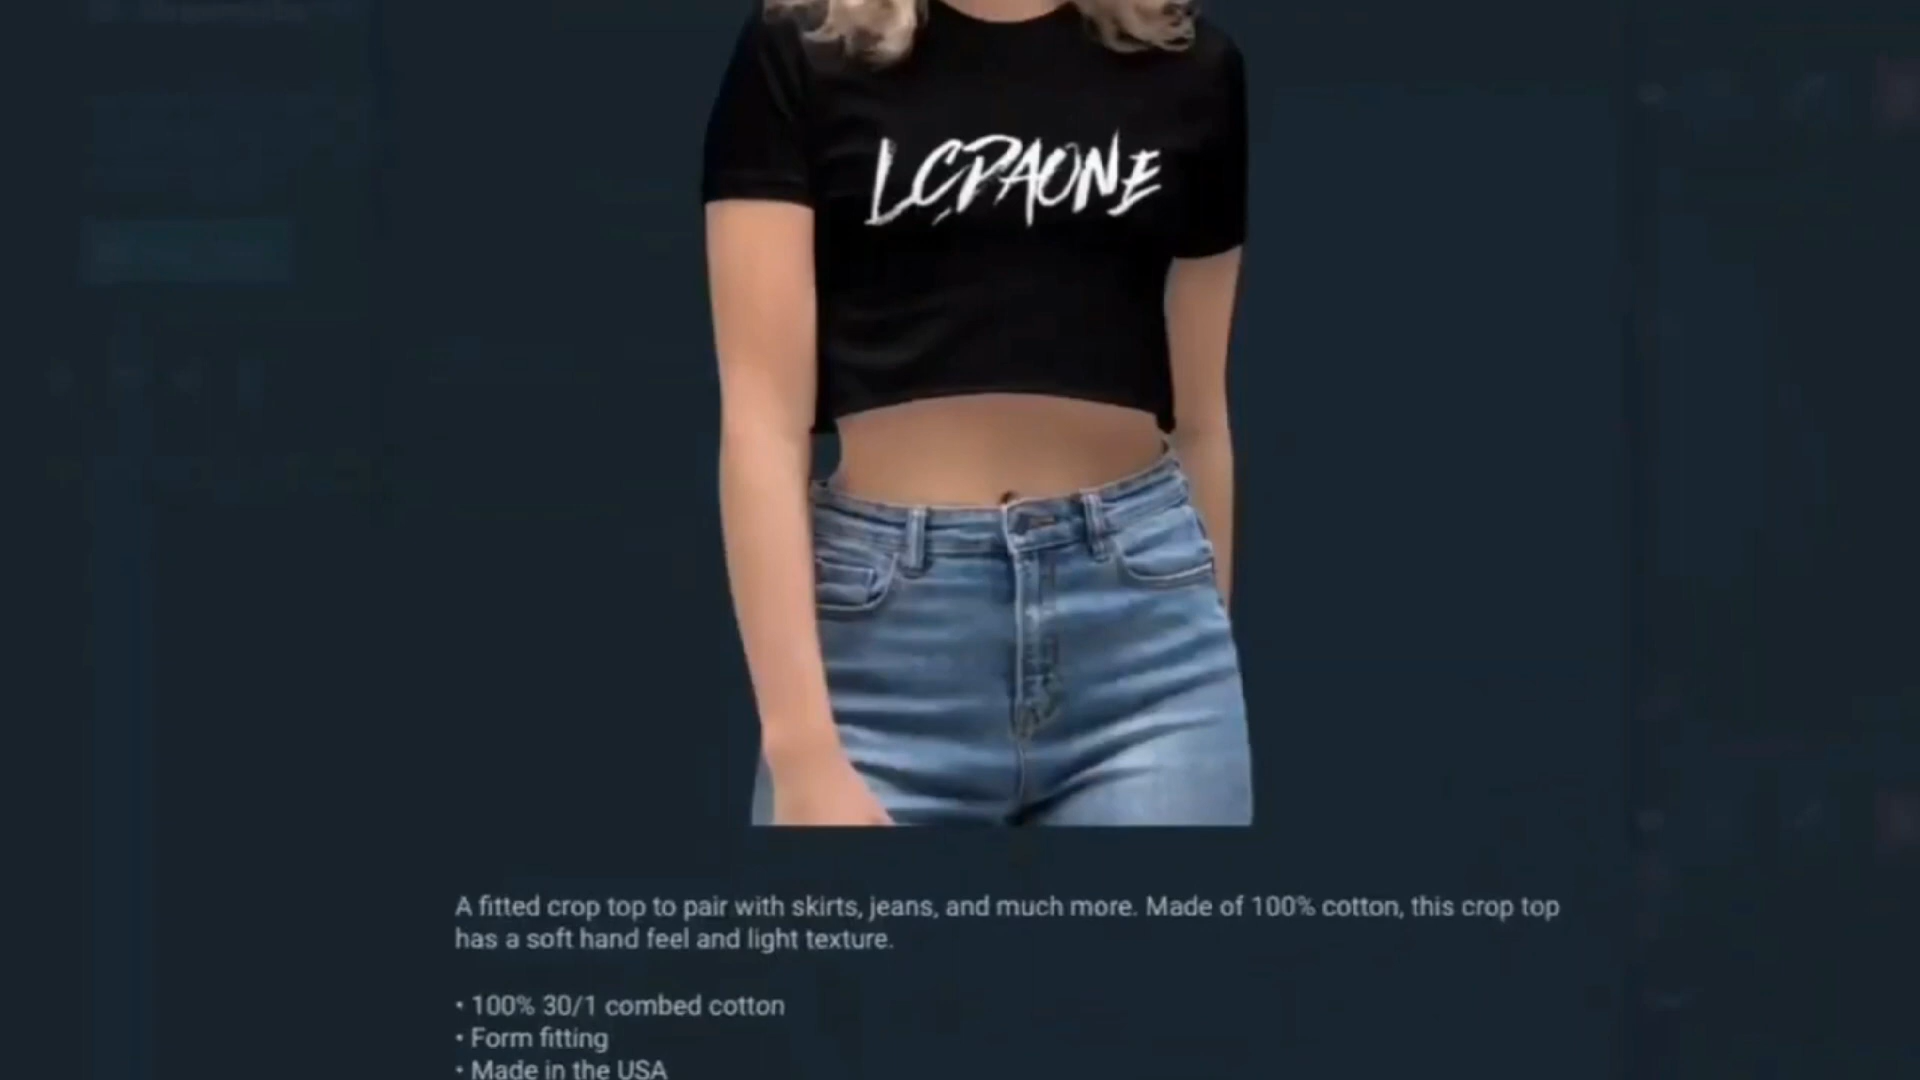 LCPAONE
A fitted crop top to pair with skirts, jeans, and much more. Made of 100% cotton, this crop top
has a soft hand feel and light texture.
• 100% 30/1 combed cotton
• Form fitting
• Made in the USA